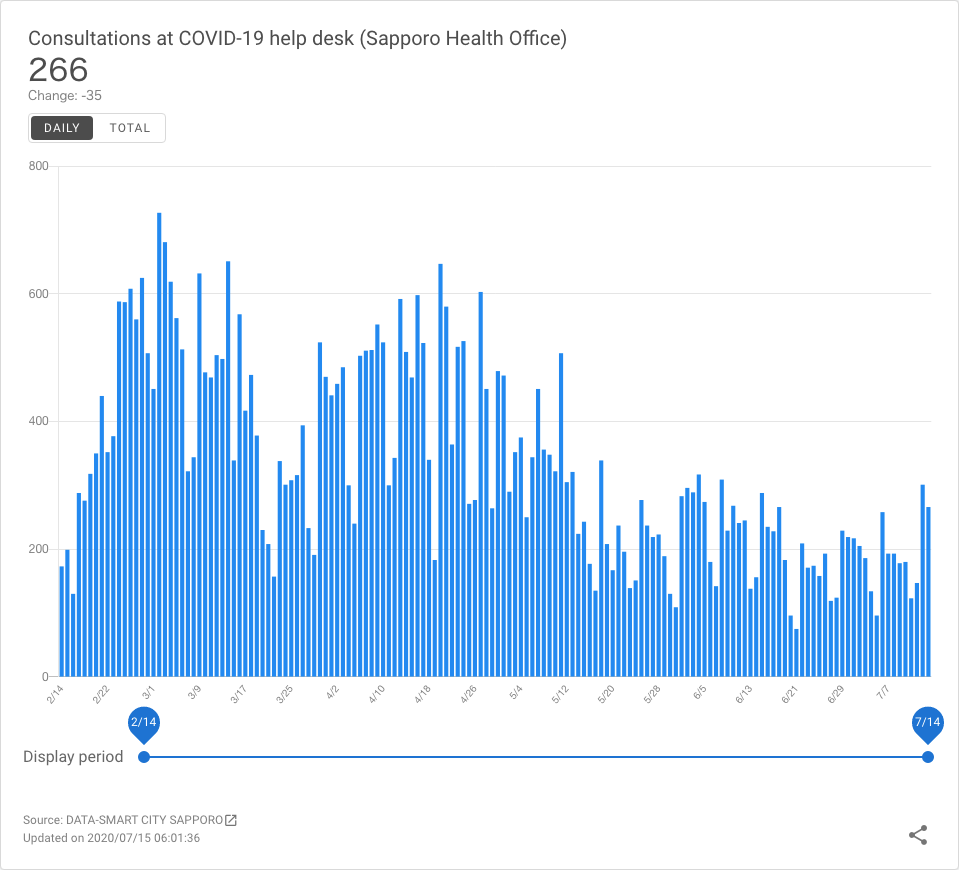 Consultations at COVID-19 help desk (Sapporo Health Office)
266
Change: -35
DAILY TOTAL
800
600
400
200
0
2/14 2/22 3/1 3/9 3/17 3/25 4/2 4/10 4/18 4/26 5/4 5/12 5/20 5/28 6/5 6/13 6/21 6/29 7/7
2/14 7/14
Display period
Source: DATA-SMART CITY SAPPORO
Updated on 2020/07/15 06:01:36